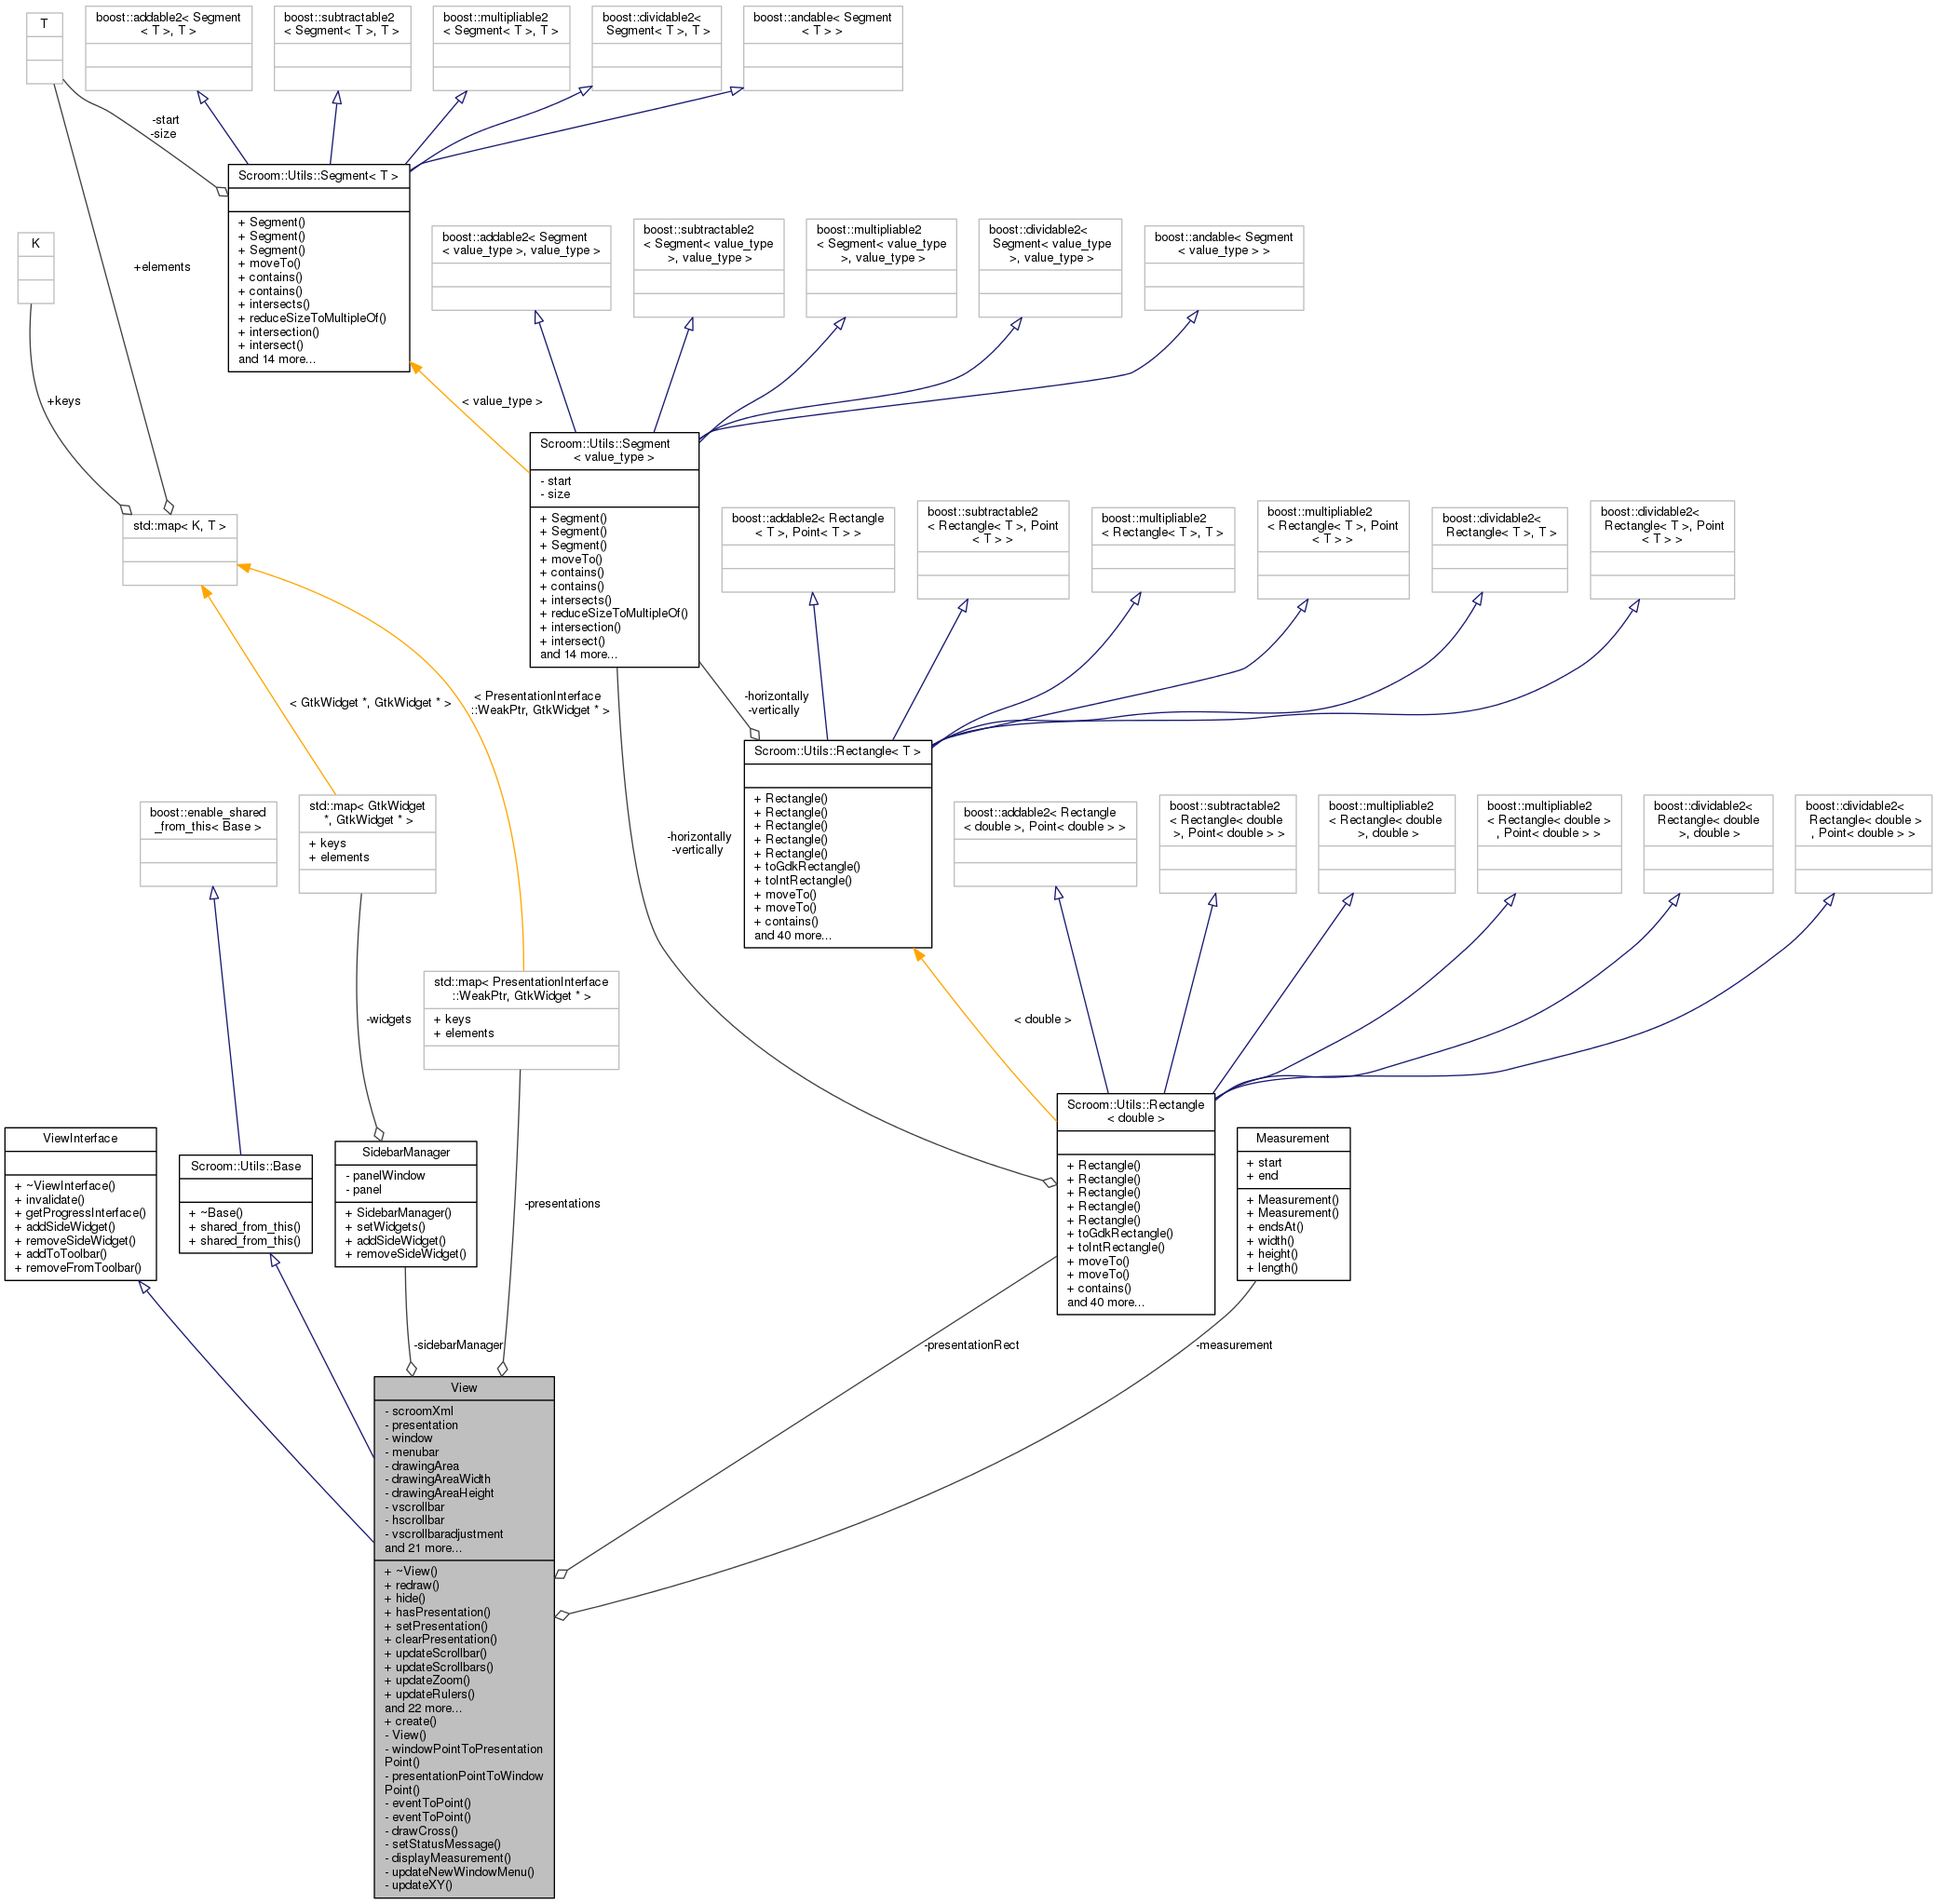 T
boost::addable2< Segment
< T >, T >
boost::subtractable2
< Segment< T >, T >
boost::multipliable2
< Segment< T >, T >
boost::dividable2<
Segment< T >, T >
boost::andable< Segment
< T > >
-start
-size
Scroom::Utils::Segment< T >
+ Segment()
+ Segment()
+ Segment()
+ moveTo()
+ contains()
+ contains()
+ intersects()
+ reduceSizeToMultipleOf()
+ intersection()
+ intersect()
and 14 more...
K
+elements
+keys
boost::addable2< Segment
< value_type >, value_type >
boost::subtractable2
< Segment< value_type
>, value_type >
boost::multipliable2
< Segment< value_type
>, value_type >
boost::dividable2<
Segment< value_type
>, value_type >
boost::andable< Segment
< value_type > >
< value_type >
Scroom::Utils::Segment
< value_type >
- start
- size
+ Segment()
+ Segment()
+ Segment()
+ moveTo()
+ contains()
+ contains()
+ intersects()
+ reduceSizeToMultipleOf()
+ intersection()
+ intersect()
and 14 more...
std::map< K, T >
boost::addable2< Rectangle
< T >, Point< T > >
boost::subtractable2
< Rectangle< T >, Point
< T > >
boost::multipliable2
< Rectangle< T >, T >
boost::multipliable2
< Rectangle< T >, Point
< T > >
boost::dividable2<
Rectangle< T >, T >
boost::dividable2<
Rectangle< T >, Point
< T > >
< GtkWidget *, GtkWidget * >
< PresentationInterface
::WeakPtr, GtkWidget * >
-horizontally
-vertically
Scroom::Utils::Rectangle< T >
+ Rectangle()
+ Rectangle()
+ Rectangle()
+ Rectangle()
+ Rectangle()
+ toGdkRectangle()
+ toIntRectangle()
+ moveTo()
+ moveTo()
+ contains()
and 40 more...
-horizontally
-vertically
boost::enable_shared
_from_this< Base >
std::map< GtkWidget
*, GtkWidget * >
+ keys
+ elements
boost::addable2< Rectangle
< double >, Point< double > >
boost::subtractable2
< Rectangle< double
>, Point< double > >
boost::multipliable2
< Rectangle< double
>, double >
boost::multipliable2
< Rectangle< double >
, Point< double > >
boost::dividable2<
Rectangle< double
>, double >
boost::dividable2<
Rectangle< double >
, Point< double > >
std::map< PresentationInterface
::WeakPtr, GtkWidget * >
+ keys
+ elements
-widgets
< double >
Scroom::Utils::Rectangle
< double >
+ Rectangle()
+ Rectangle()
+ Rectangle()
+ Rectangle()
+ Rectangle()
+ toGdkRectangle()
+ toIntRectangle()
+ moveTo()
+ moveTo()
+ contains()
and 40 more...
Measurement
+ start
+ end
+ Measurement()
+ Measurement()
+ endsAt()
+ width()
+ height()
+ length()
ViewInterface
+ ~ViewInterface()
+ invalidate()
+ getProgressInterface()
+ addSideWidget()
+ removeSideWidget()
+ addToToolbar()
+ removeFromToolbar()
Scroom::Utils::Base
+ ~Base()
+ shared_from_this()
+ shared_from_this()
SidebarManager
- panelWindow
- panel
+ SidebarManager()
+ setWidgets()
+ addSideWidget()
+ removeSideWidget()
-presentations
-sidebarManager
-presentationRect
-measurement
View
- scroomXml
- presentation
- window
- menubar
- drawingArea
- drawingAreaWidth
- drawingAreaHeight
- vscrollbar
- hscrollbar
- vscrollbaradjustment
and 21 more...
+ ~View()
+ redraw()
+ hide()
+ hasPresentation()
+ setPresentation()
+ clearPresentation()
+ updateScrollbar()
+ updateScrollbars()
+ updateZoom()
+ updateRulers()
and 22 more...
+ create()
- View()
- windowPointToPresentation
Point()
- presentationPointToWindow
Point()
- eventToPoint()
- eventToPoint()
- drawCross()
- setStatusMessage()
- displayMeasurement()
- updateNewWindowMenu()
- updateXY()